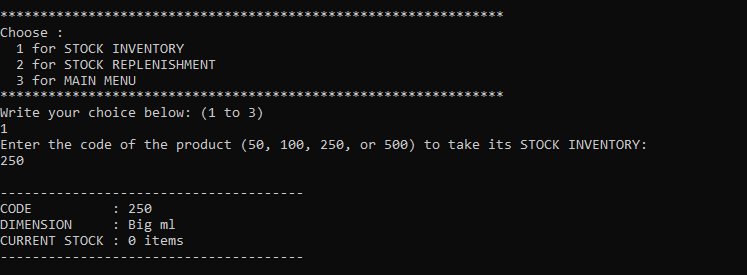 ***************************************************************
Choose :
  1 for STOCK INVENTORY
  2 for STOCK REPLENISHMENT
  3 for MAIN MENU
***************************************************************
Write your choice below: (1 to 3)
1
Enter the code of the product (50, 100, 250, or 500) to take its STOCK INVENTORY:
250

--------------------------------------
CODE          : 250
DIMENSION     : Big ml
CURRENT STOCK : 0 items
--------------------------------------